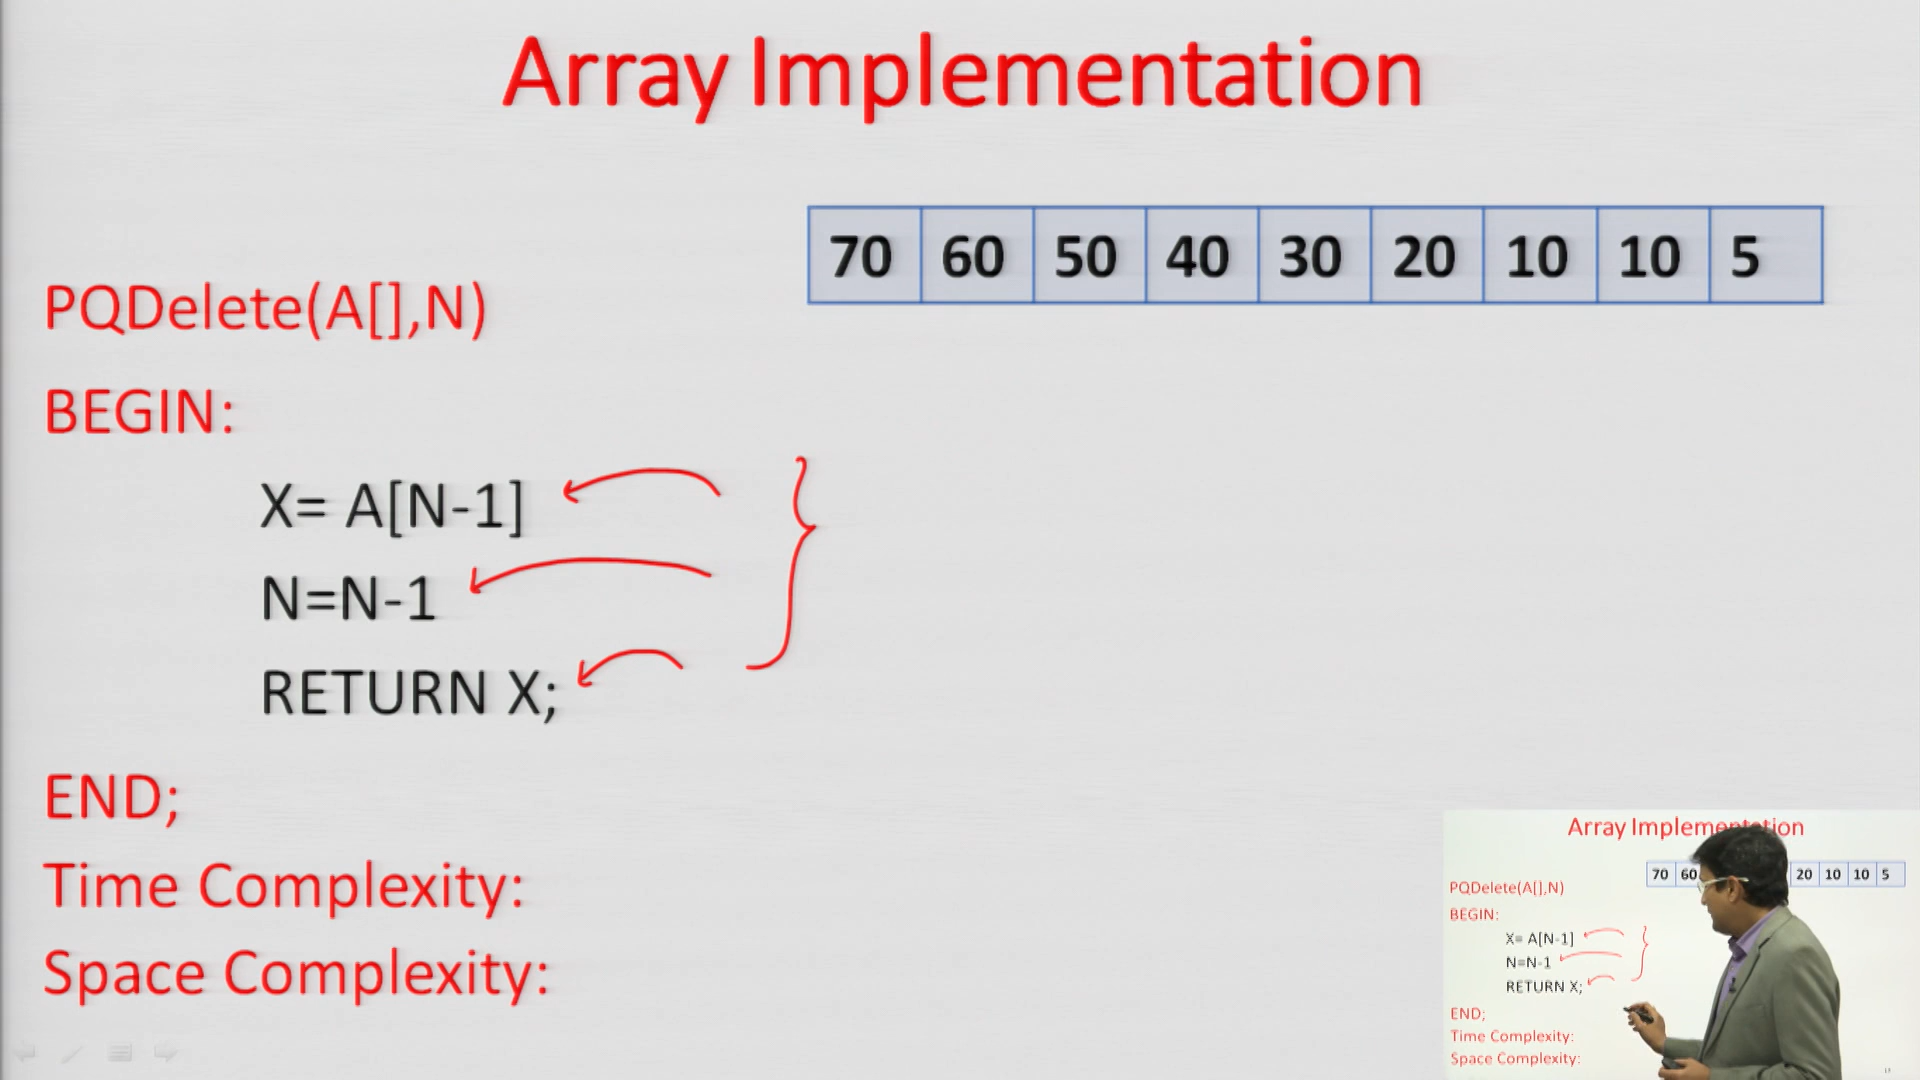 Array Implementation
70 60 50 40 30 20 10 10 5
PQDelete(A[],N)
BEGIN:
X= A[N-1]
N=N-1
RETURN X;
END;
Time Complexity:
Space Complexity:
Array Implementation
70 60 20 10 10 5
PQDelete(A[],N)
BEGIN:
X= A[N-1]
N=N-1
RETURN X;
END;
Time Complexity:
Space Complexity: